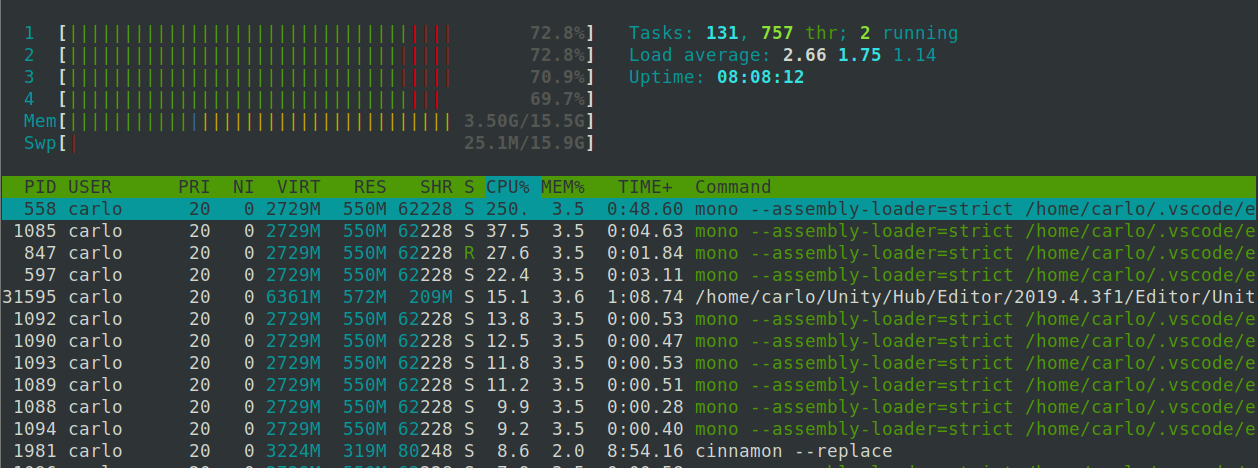 1 [|||||||||||||||||||||||||||||||||||     72.8%] Tasks: 131, 757 thr; 2 running
2 [|||||||||||||||||||||||||||||||||||     72.8%] Load average: 2.66 1.75 1.14
3 [|||||||||||||||||||||||||||||||||||     70.9%] Uptime: 08:08:12
4 [||||||||||||||||||||||||||||||||||      69.7%]
Mem[||||||||||||||||||||||||||||||||||| 3.50G/15.5G]
Swp[|                                   25.1M/15.9G]
PID USER PRI NI VIRT RES SHR S CPU% MEM% TIME+ Command
558 carlo 20 0 2729M 550M 62228 S 250. 3.5 0:48.60 mono --assembly-loader=strict /home/carlo/.vscode/e
1085 carlo 20 0 2729M 550M 62228 S 37.5 3.5 0:04.63 mono --assembly-loader=strict /home/carlo/.vscode/e
847 carlo 20 0 2729M 550M 62228 R 27.6 3.5 0:01.84 mono --assembly-loader=strict /home/carlo/.vscode/e
597 carlo 20 0 2729M 550M 62228 S 22.4 3.5 0:03.11 mono --assembly-loader=strict /home/carlo/.vscode/e
31595 carlo 20 0 6361M 572M 209M S 15.1 3.6 1:08.74 /home/carlo/Unity/Hub/Editor/2019.4.3f1/Editor/Unit
1092 carlo 20 0 2729M 550M 62228 S 13.8 3.5 0:00.53 mono --assembly-loader=strict /home/carlo/.vscode/e
1090 carlo 20 0 2729M 550M 62228 S 12.5 3.5 0:00.47 mono --assembly-loader=strict /home/carlo/.vscode/e
1093 carlo 20 0 2729M 550M 62228 S 11.8 3.5 0:00.53 mono --assembly-loader=strict /home/carlo/.vscode/e
1089 carlo 20 0 2729M 550M 62228 S 11.2 3.5 0:00.51 mono --assembly-loader=strict /home/carlo/.vscode/e
1088 carlo 20 0 2729M 550M 62228 S 9.9 3.5 0:00.28 mono --assembly-loader=strict /home/carlo/.vscode/e
1094 carlo 20 0 2729M 550M 62228 S 9.2 3.5 0:00.40 mono --assembly-loader=strict /home/carlo/.vscode/e
1981 carlo 20 0 3224M 319M 80248 S 8.6 2.0 8:54.16 cinnamon --replace